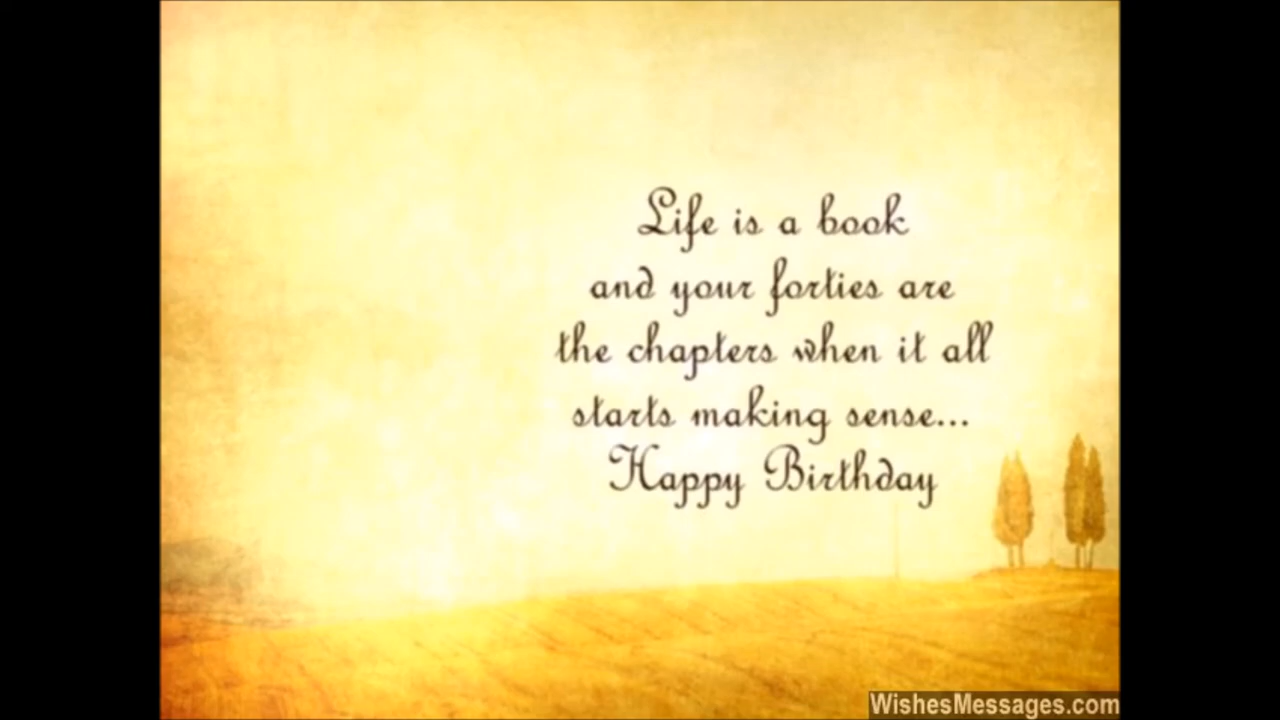 Life is a book
and your forties are
the chapters when it all
starts making sense...
Happy Birthday
WishesMessages.com